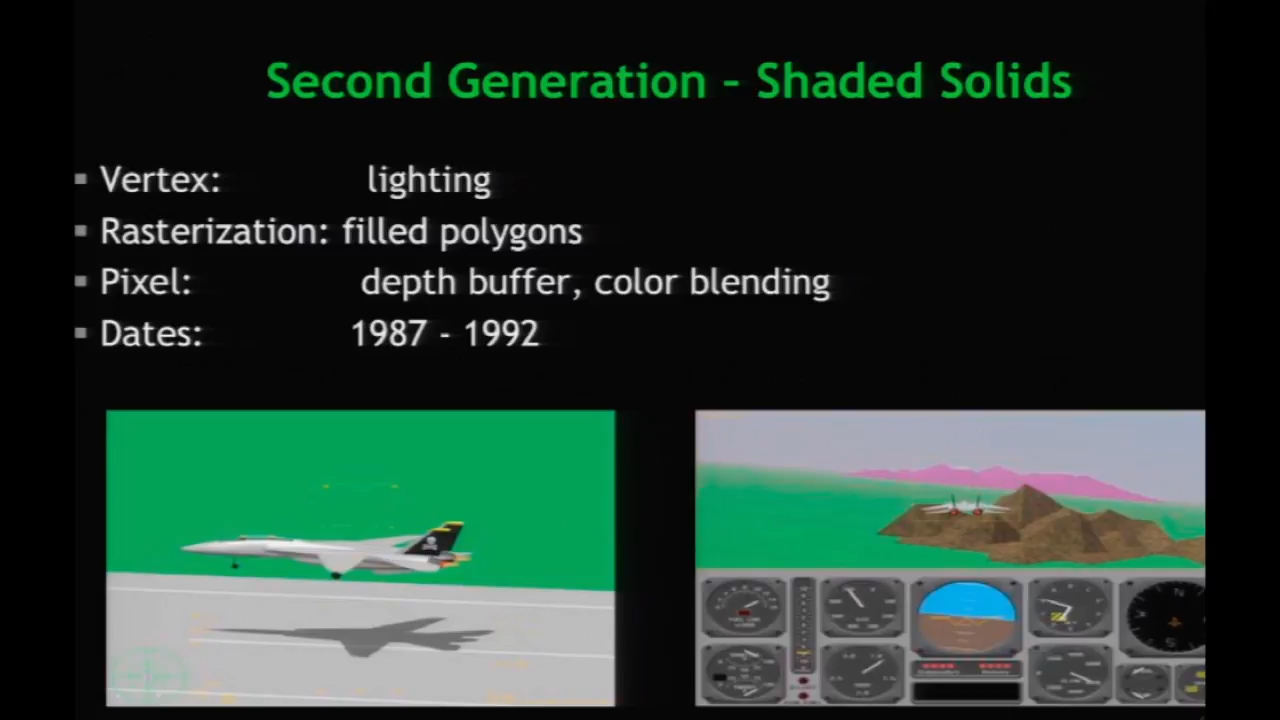 Second Generation – Shaded Solids
▪ Vertex: lighting
▪ Rasterization: filled polygons
▪ Pixel: depth buffer, color blending
▪ Dates: 1987 - 1992
N
S